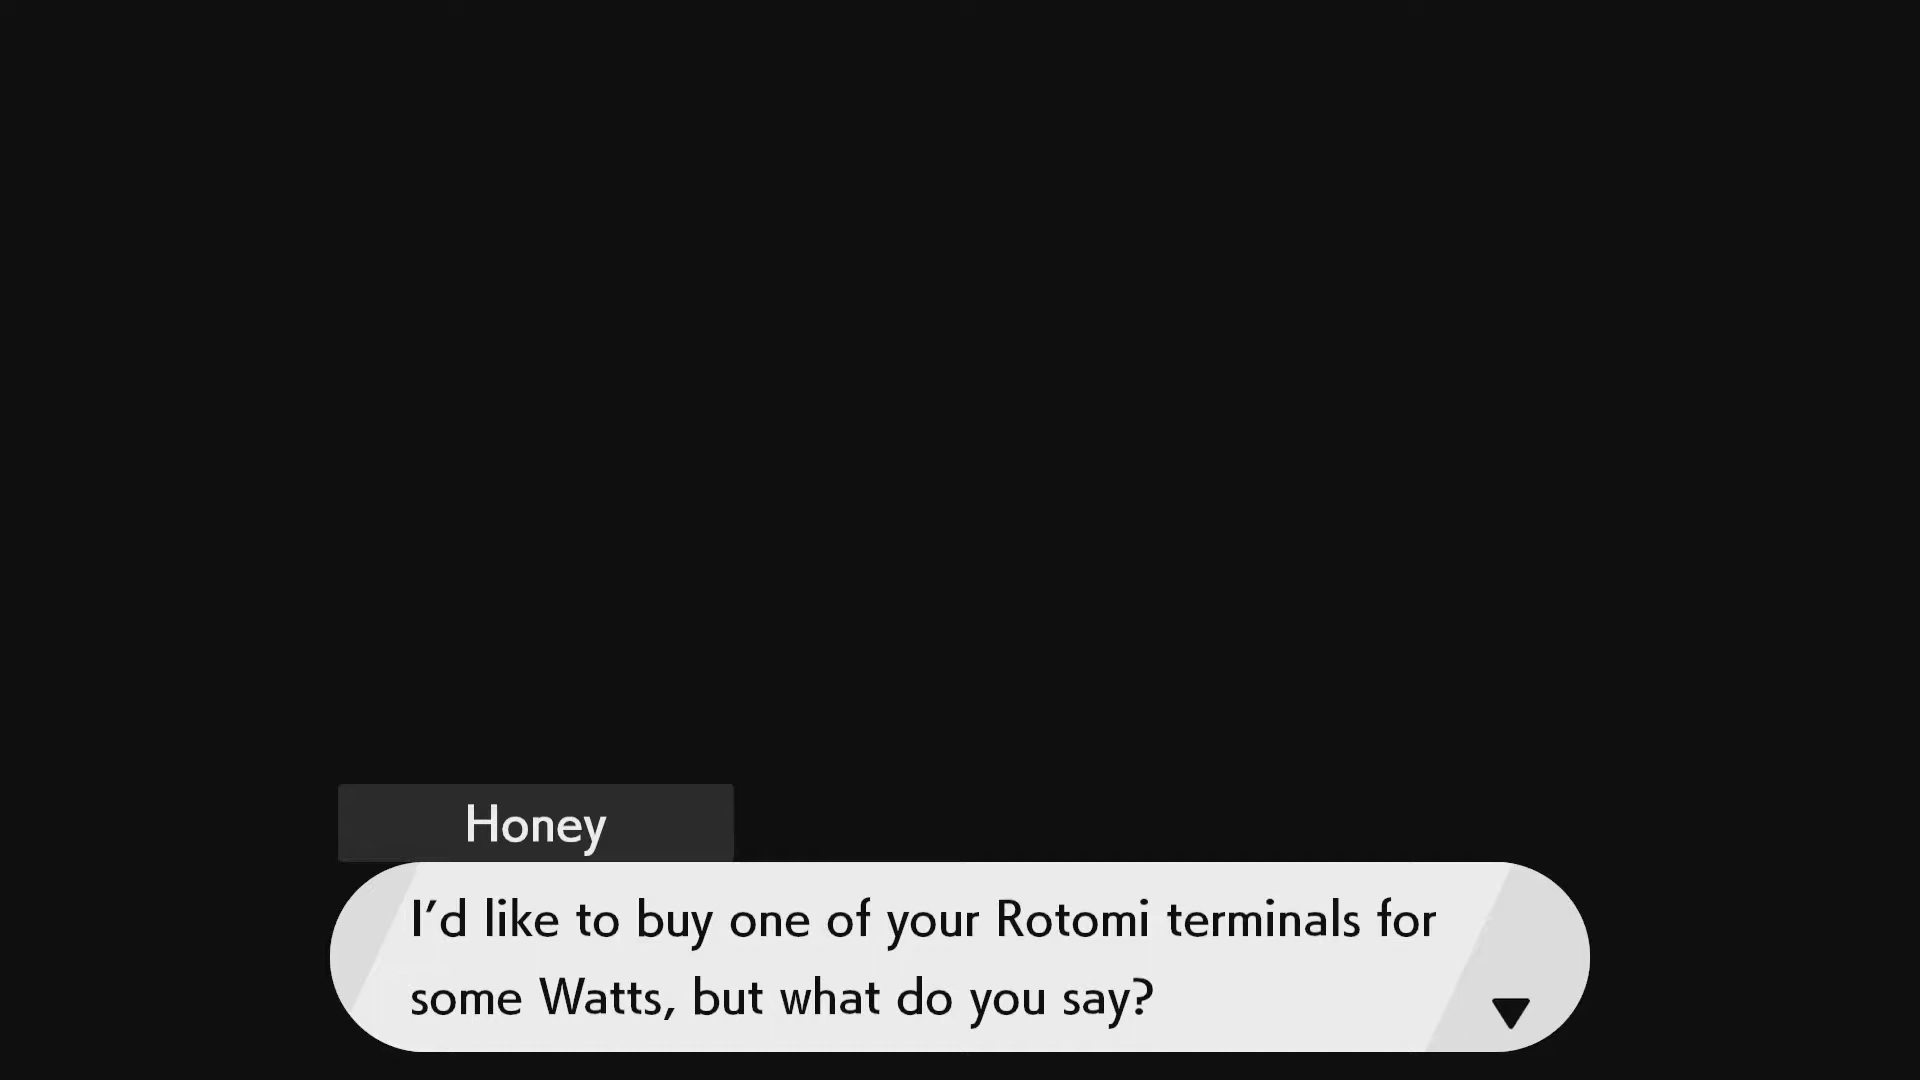 Honey
I’d like to buy one of your Rotomi terminals for
some Watts, but what do you say?